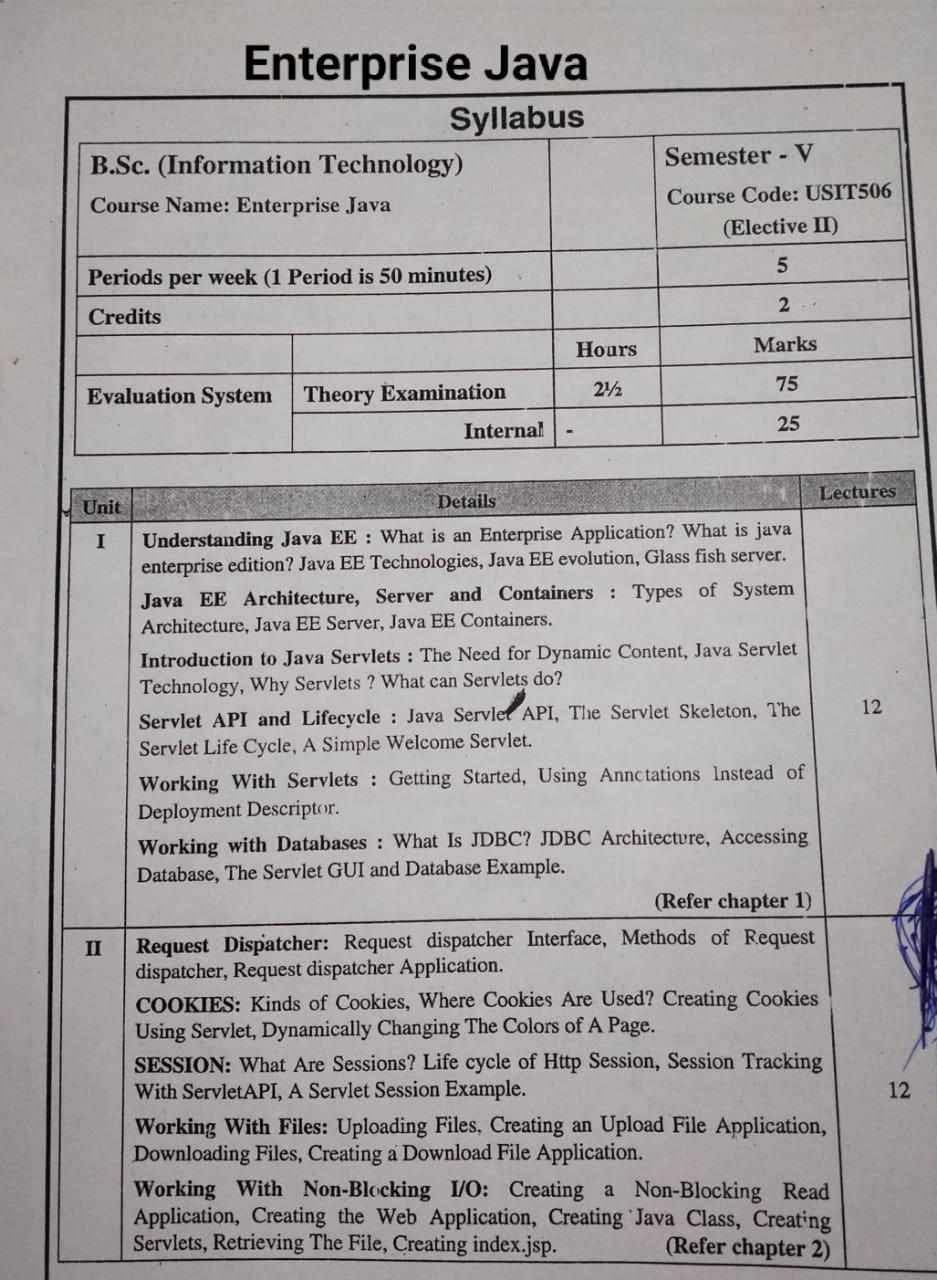 Enterprise Java
Syllabus
B.Sc. (Information Technology)
Semester - V
Course Name: Enterprise Java
Course Code: USIT506
(Elective II)
Periods per week (1 Period is 50 minutes)
5
Credits
2
Hours
Marks
Evaluation System
Theory Examination
2½
75
Internal
-
25
Unit
Details
Lectures
I
Understanding Java EE : What is an Enterprise Application? What is java
enterprise edition? Java EE Technologies, Java EE evolution, Glass fish server.
Java EE Architecture, Server and Containers : Types of System
Architecture, Java EE Server, Java EE Containers.
Introduction to Java Servlets : The Need for Dynamic Content, Java Servlet
Technology, Why Servlets ? What can Servlets do?
Servlet API and Lifecycle : Java Servlet API, The Servlet Skeleton, The
Servlet Life Cycle, A Simple Welcome Servlet.
12
Working With Servlets : Getting Started, Using Annotations Instead of
Deployment Descriptor.
Working with Databases : What Is JDBC? JDBC Architecture, Accessing
Database, The Servlet GUI and Database Example.
(Refer chapter 1)
II
Request Dispatcher: Request dispatcher Interface, Methods of Request
dispatcher, Request dispatcher Application.
COOKIES: Kinds of Cookies, Where Cookies Are Used? Creating Cookies
Using Servlet, Dynamically Changing The Colors of A Page.
SESSION: What Are Sessions? Life cycle of Http Session, Session Tracking
With ServletAPI, A Servlet Session Example.
12
Working With Files: Uploading Files, Creating an Upload File Application,
Downloading Files, Creating a Download File Application.
Working With Non-Blocking I/O: Creating a Non-Blocking Read
Application, Creating the Web Application, Creating Java Class, Creating
Servlets, Retrieving The File, Creating index.jsp. (Refer chapter 2)